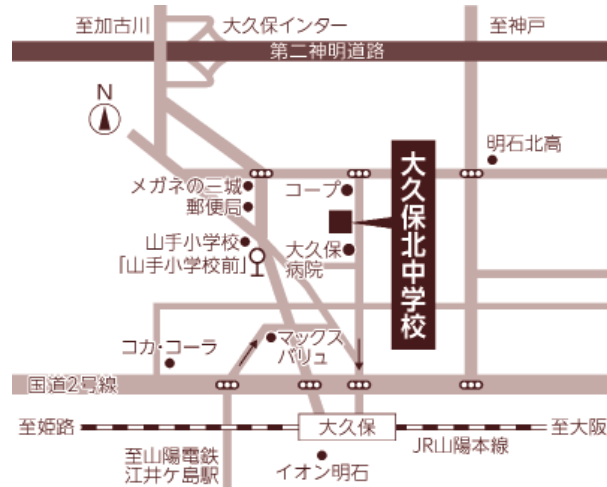 至加古川
大久保インター
至神戸
第二神明道路
N
明石北高
メガネの三城
郵便局
コープ
大久保北中学校
山手小学校
「山手小学校前」
大久保
病院
マックス
バリュ
コカ・コーラ
国道2号線
至姫路
大久保
至大阪
JR山陽本線
至山陽電鉄
江井ケ島駅
イオン明石